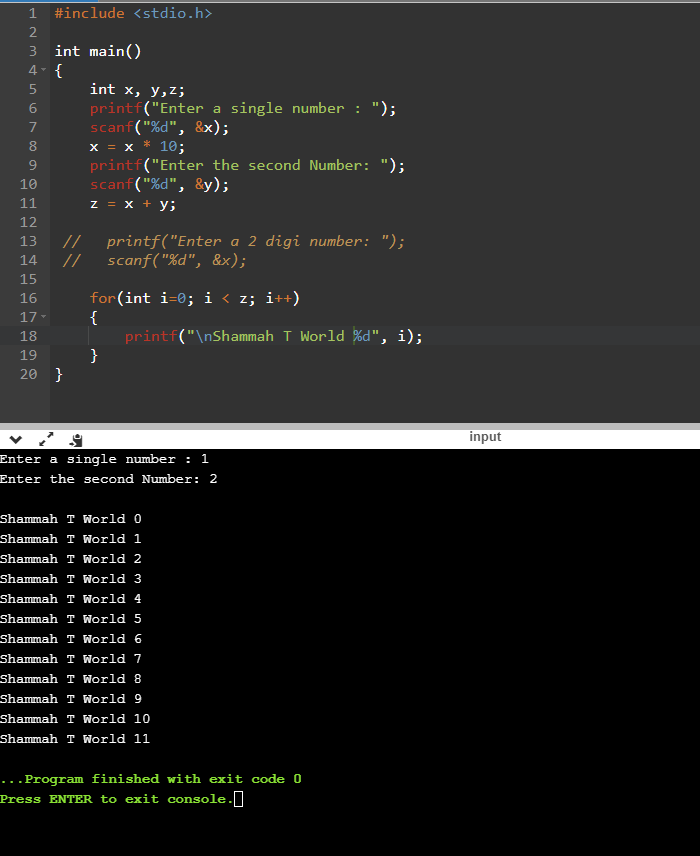 1 #include <stdio.h>
2
3 int main()
4 {
5     int x, y,z;
6     printf("Enter a single number : ");
7     scanf("%d", &x);
8     x = x * 10;
9     printf("Enter the second Number: ");
10     scanf("%d", &y);
11     z = x + y;
12
13 //   printf("Enter a 2 digi number: ");
14 //   scanf("%d", &x);
15
16     for(int i=0; i < z; i++)
17     {
18         printf("\nShammah T World %d", i);
19     }
20 }
input
Enter a single number : 1
Enter the second Number: 2
Shammah T World 0
Shammah T World 1
Shammah T World 2
Shammah T World 3
Shammah T World 4
Shammah T World 5
Shammah T World 6
Shammah T World 7
Shammah T World 8
Shammah T World 9
Shammah T World 10
Shammah T World 11
...Program finished with exit code 0
Press ENTER to exit console.